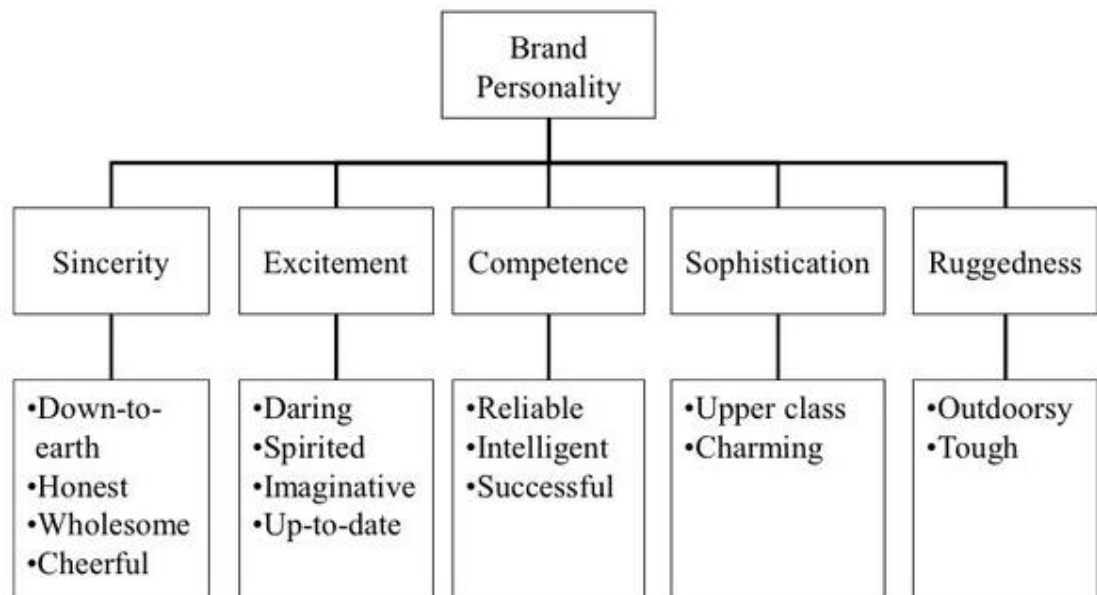 Brand
Personality
Sincerity
Excitement
Competence
Sophistication
Ruggedness
•Down-to-
earth
•Honest
•Wholesome
•Cheerful
•Daring
•Spirited
•Imaginative
•Up-to-date
•Reliable
•Intelligent
•Successful
•Upper class
•Charming
•Outdoorsy
•Tough